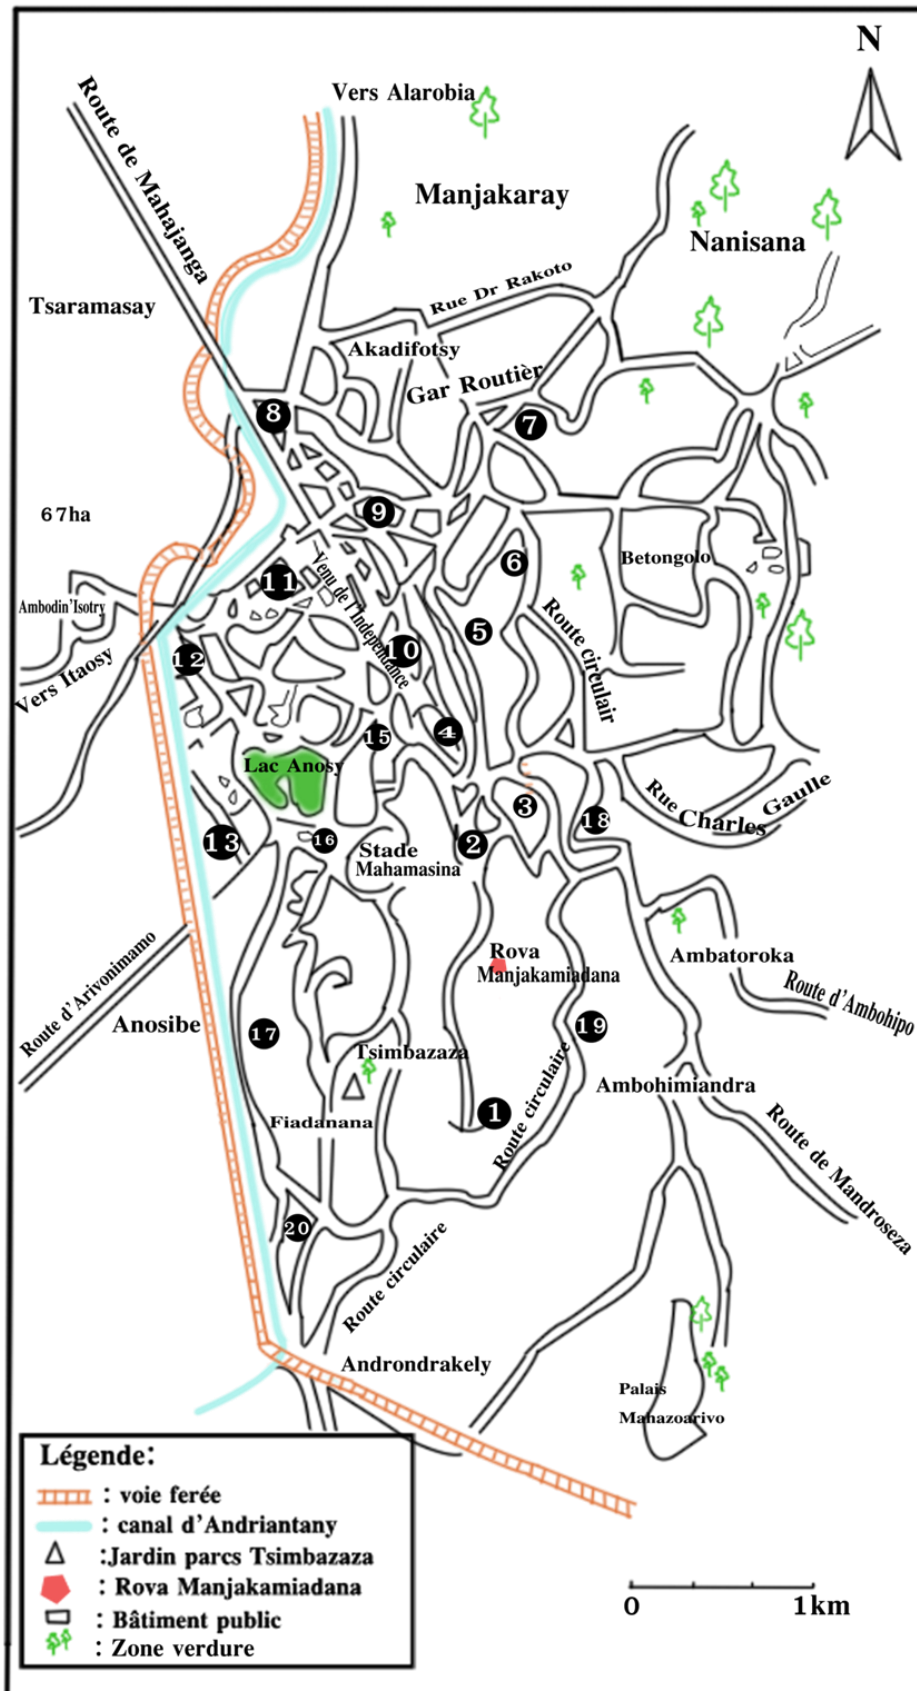 N
Vers Alarobia
Route de Mahajanga
Manjakaray
Nanisana
Rue Dr Rakoto
Tsaramasay
Akadifotsy
Gar Routièr
8
7
67ha
9
Venu de l'Independance
6
Betongolo
11
Ambodin'Isotry
Route circulair
5
10
12
Vers Itaosy
4
15
Lac Anosy
3
18
Rue Charles Gaulle
13
16
2
Stade
Mahamasina
Rova
Manjakamiadana
Ambatoroka
Route d'Ambohipo
Route d'Arivonimamo
Anosibe
17
19
Tsimbazaza
Route circulaire
Ambohimiandra
1
Fiadanana
Route de Mandroseza
20
Route circulaire
Androndrakely
Palais
Mahazoarivo
Légende:
: voie ferée
: canal d'Andriantany
:Jardin parcs Tsimbazaza
: Rova Manjakamiadana
: Bâtiment public
: Zone verdure
0 1km